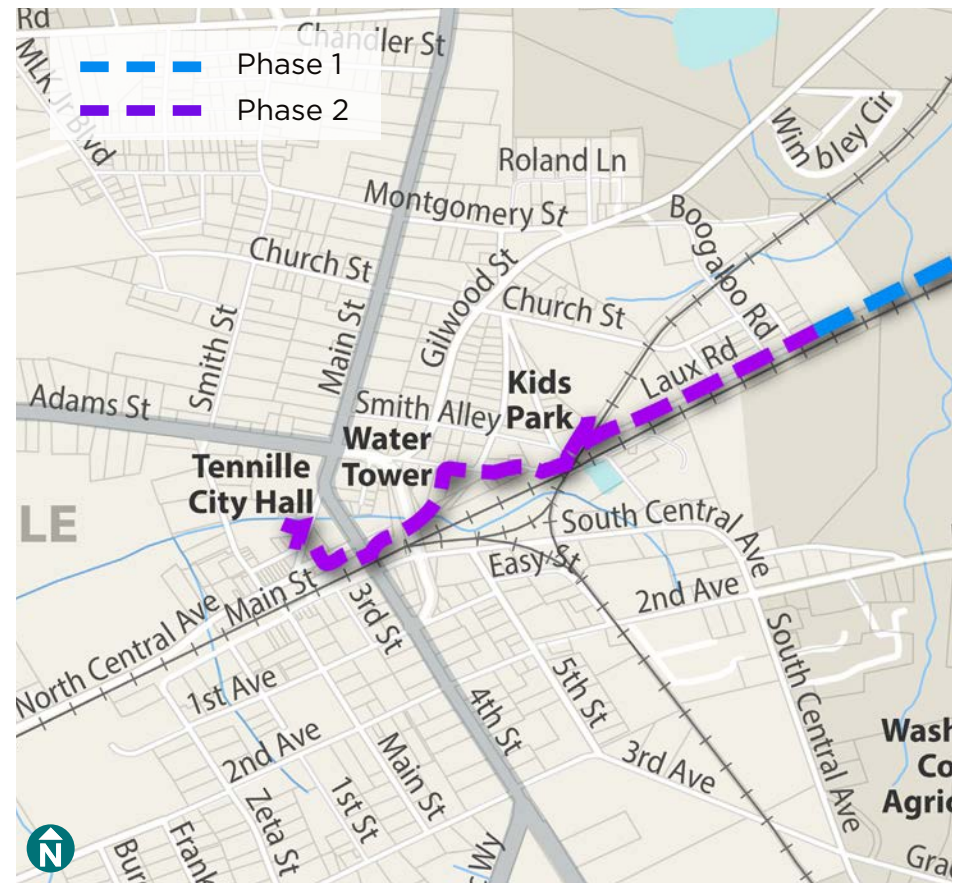 Rd
Chandler St
Phase 1
Phase 2
MLK Jr Blvd
Wimbley Cir
Roland Ln
Montgomery St
Boogaloo Rd
Church St
Gilwood St
Church St
Smith St
Main St
Laux Rd
Kids
Park
Adams St
Smith Alley
Water
Tower
Tennille
City Hall
LE
South Central Ave
Easy St
2nd Ave
North Central Ave
Main St
3rd St
1st Ave
5th St
South Central Ave
4th St
2nd Ave
Main St
3rd Ave
Wash
Co
Agric
Zeta St
1st St
Frank
Bur
Wy
Gra
N